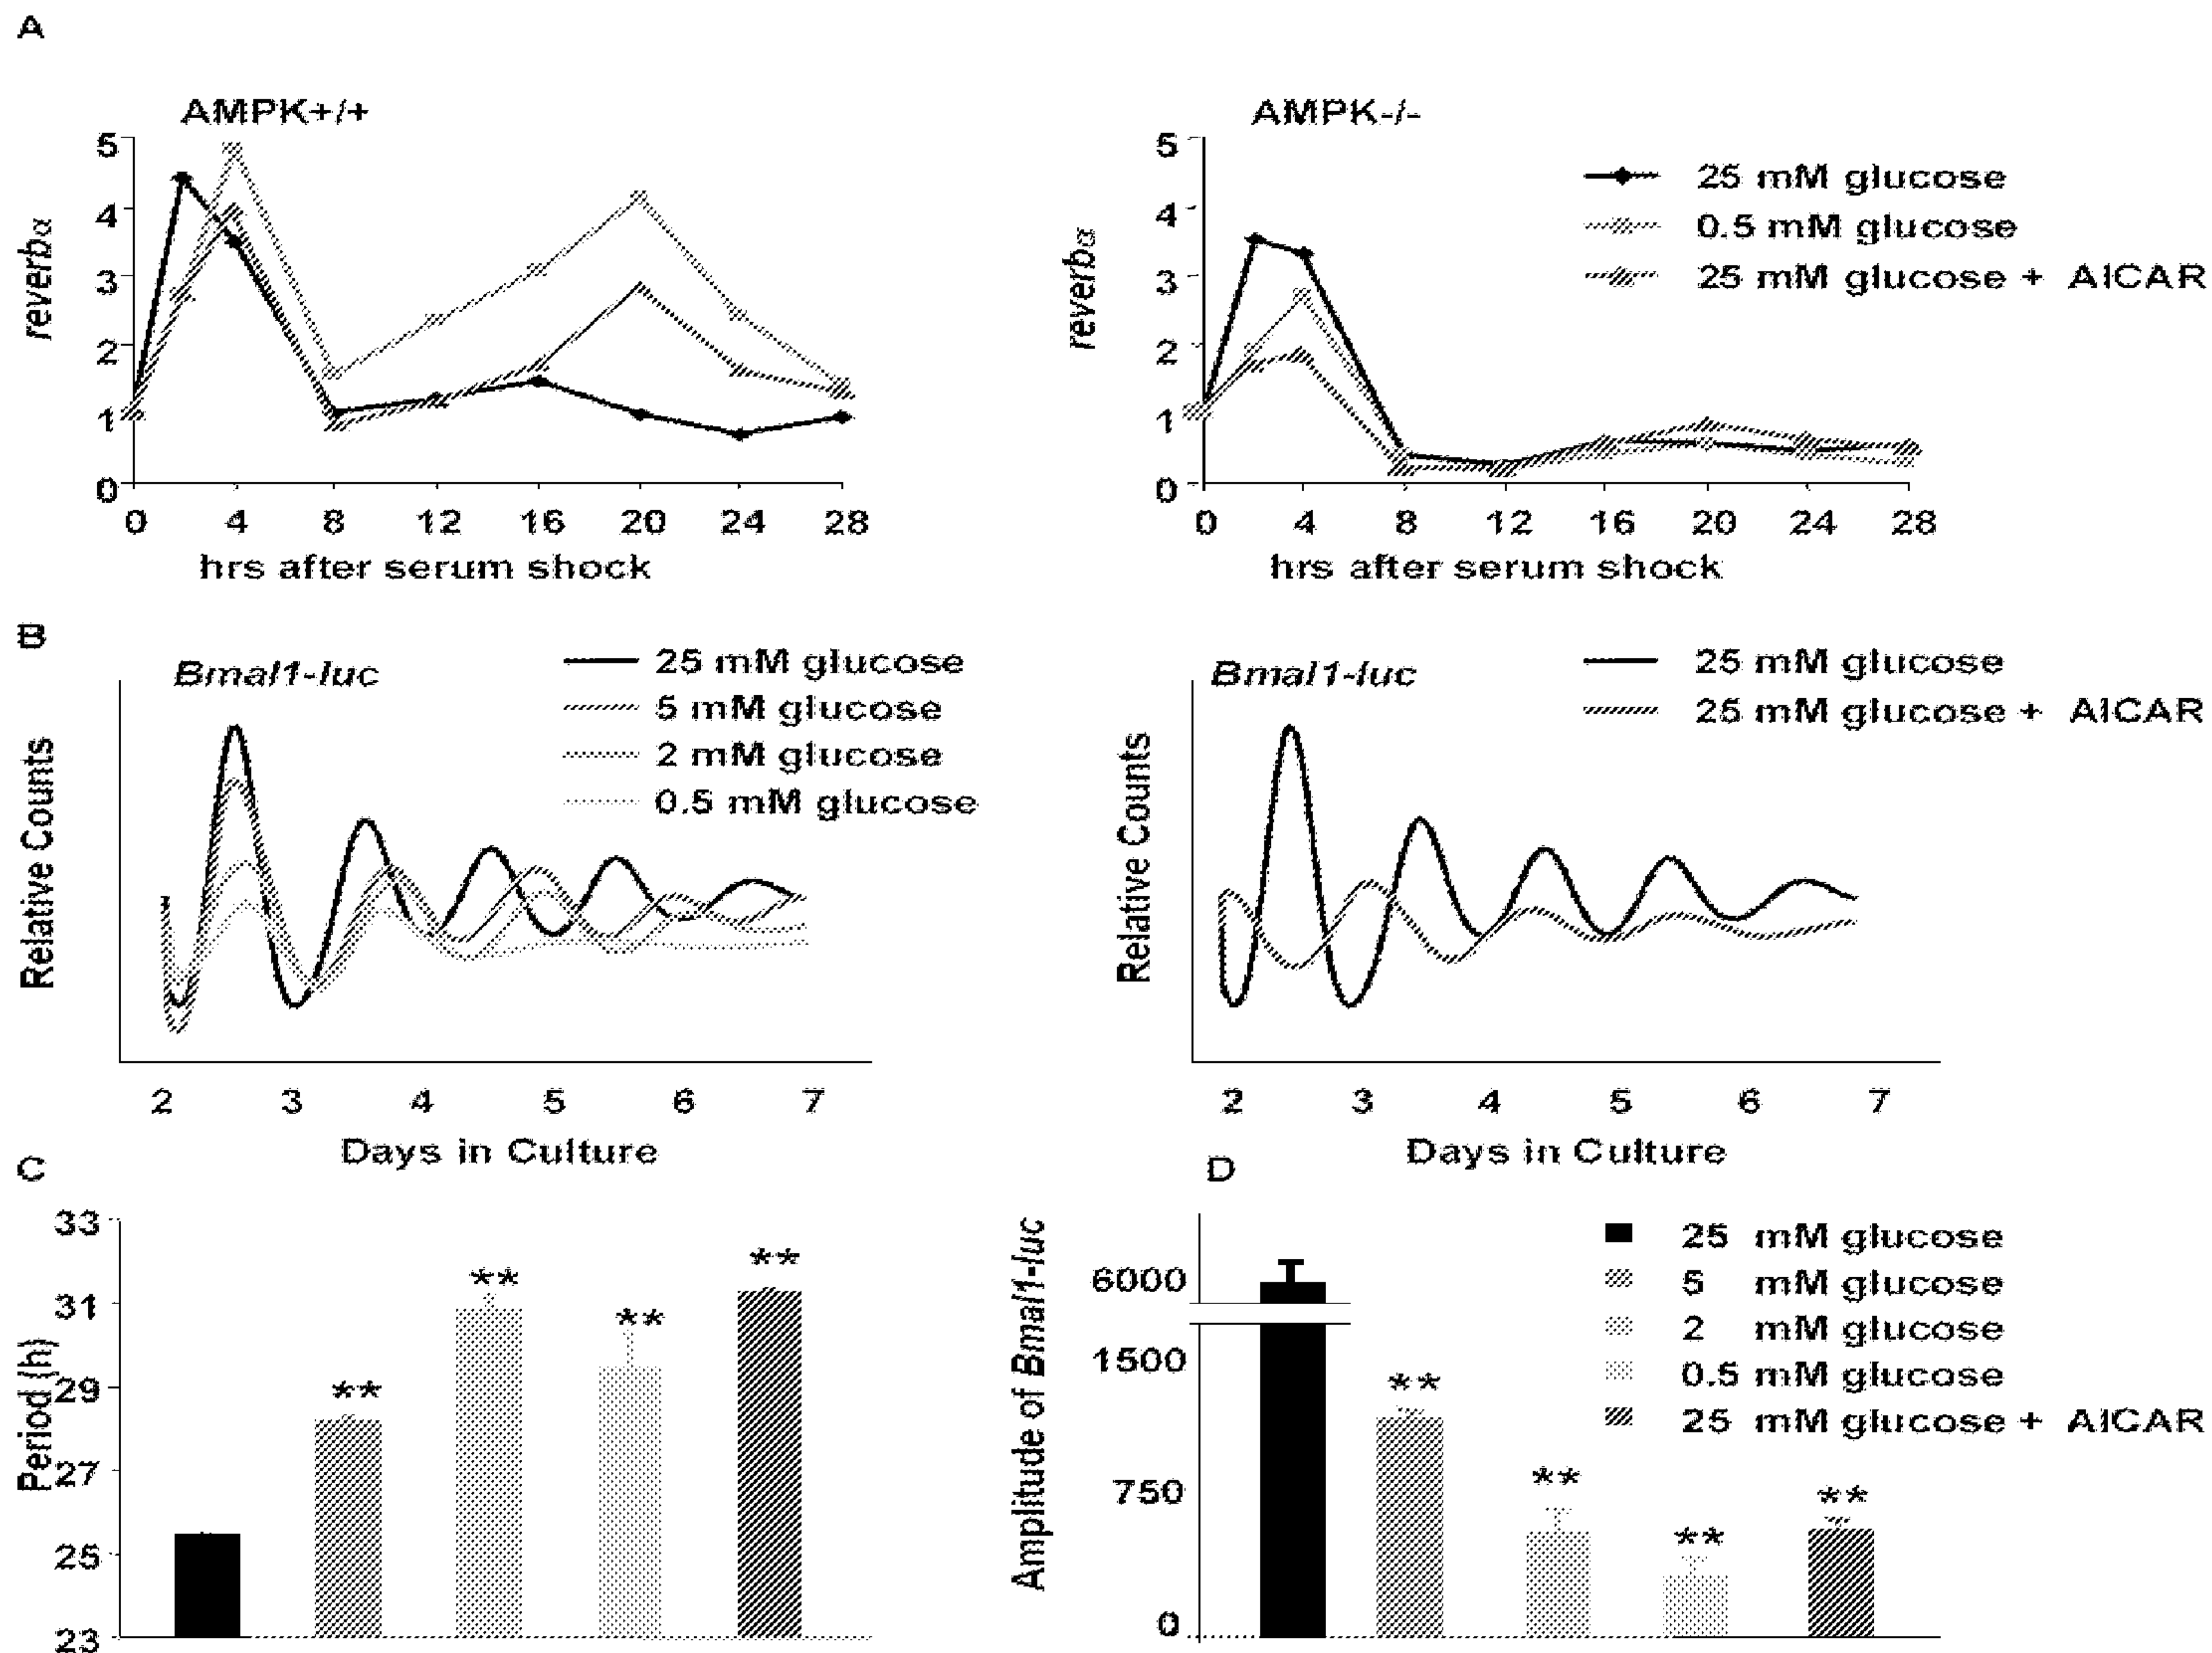 A
AMPK+/+
AMPK-/-
5
4
3
2
1
0
reverbα
0 4 8 12 16 20 24 28
hrs after serum shock
5
4
3
2
1
0
reverbα
0 4 8 12 16 20 24 28
hrs after serum shock
25 mM glucose
0.5 mM glucose
25 mM glucose + AICAR
B
Bmal1-luc
25 mM glucose
5 mM glucose
2 mM glucose
0.5 mM glucose
Relative Counts
2 3 4 5 6 7
Days in Culture
Bmal1-luc
25 mM glucose
25 mM glucose + AICAR
Relative Counts
2 3 4 5 6 7
Days in Culture
C
33
31
29
27
25
23
Period (h)
**
**
**
**
D
6000
1500
750
0
Amplitude of Bmal1-luc
**
**
**
**
25 mM glucose
5 mM glucose
2 mM glucose
0.5 mM glucose
25 mM glucose + AICAR